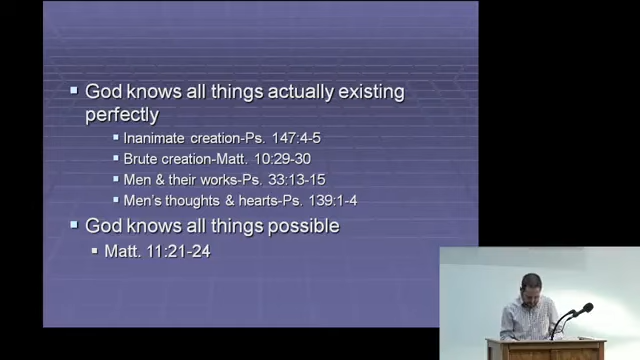 God knows all things actually existing
perfectly
Inanimate creation-Ps. 147:4-5
Brute creation-Matt. 10:29-30
Men & their works-Ps. 33:13-15
Men's thoughts & hearts-Ps. 139:1-4
God knows all things possible
Matt. 11:21-24